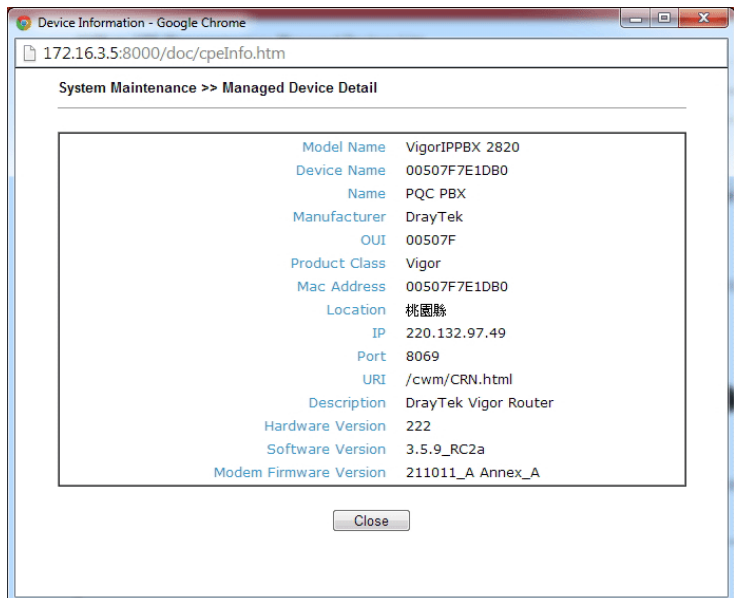 Device Information - Google Chrome
172.16.3.5:8000/doc/cpeInfo.htm
System Maintenance >> Managed Device Detail
Model Name VigorIPPBX 2820
Device Name 00507F7E1DB0
Name PQC PBX
Manufacturer DrayTek
OUI 00507F
Product Class Vigor
Mac Address 00507F7E1DB0
Location 桃園縣
IP 220.132.97.49
Port 8069
URI /cwm/CRN.html
Description DrayTek Vigor Router
Hardware Version 222
Software Version 3.5.9_RC2a
Modem Firmware Version 211011_A Annex_A
Close